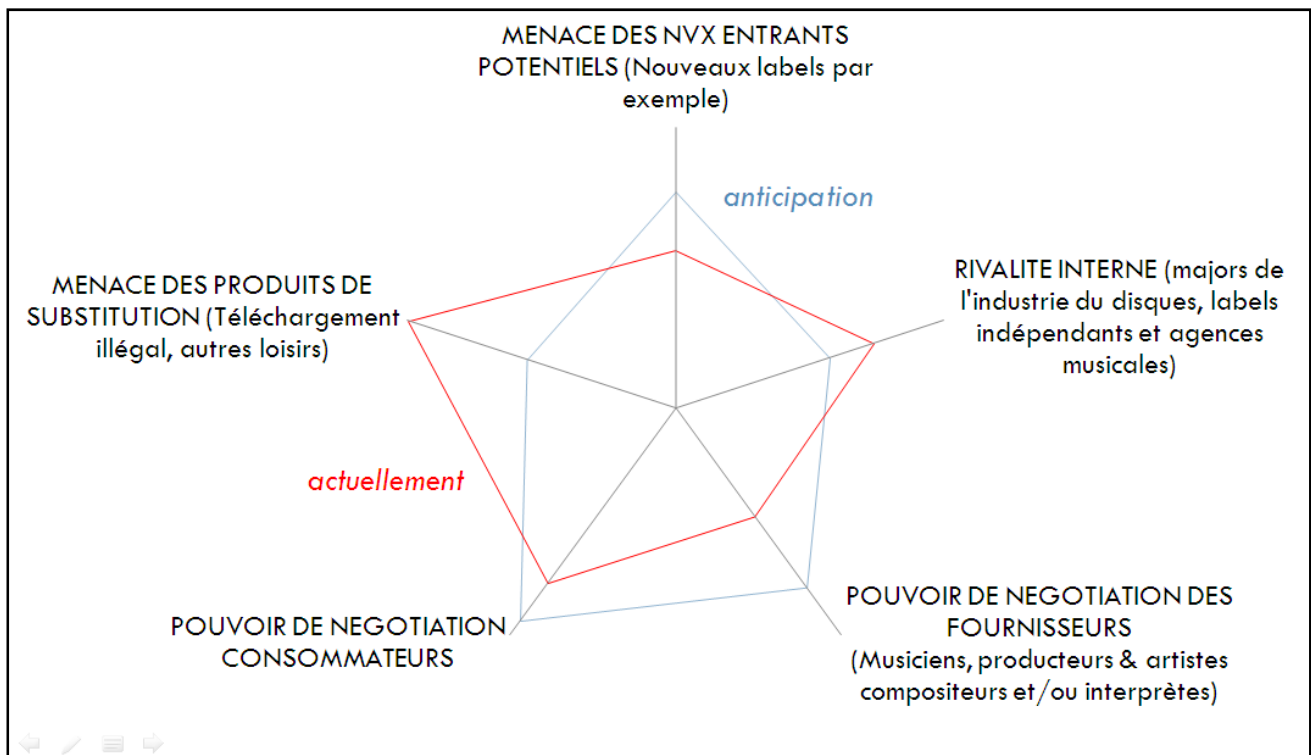 MENACE DES NVX ENTRANTS
POTENTIELS (Nouveaux labels par
exemple)
anticipation
RIVALITE INTERNE (majors de
l'industrie du disques, labels
indépendants et agences
musicales)
MENACE DES PRODUITS DE
SUBSTITUTION (Téléchargement
illégal, autres loisirs)
actuellement
POUVOIR DE NEGOTIATION
CONSOMMATEURS
POUVOIR DE NEGOTIATION DES
FOURNISSEURS
(Musiciens, producteurs & artistes
compositeurs et/ou interprètes)